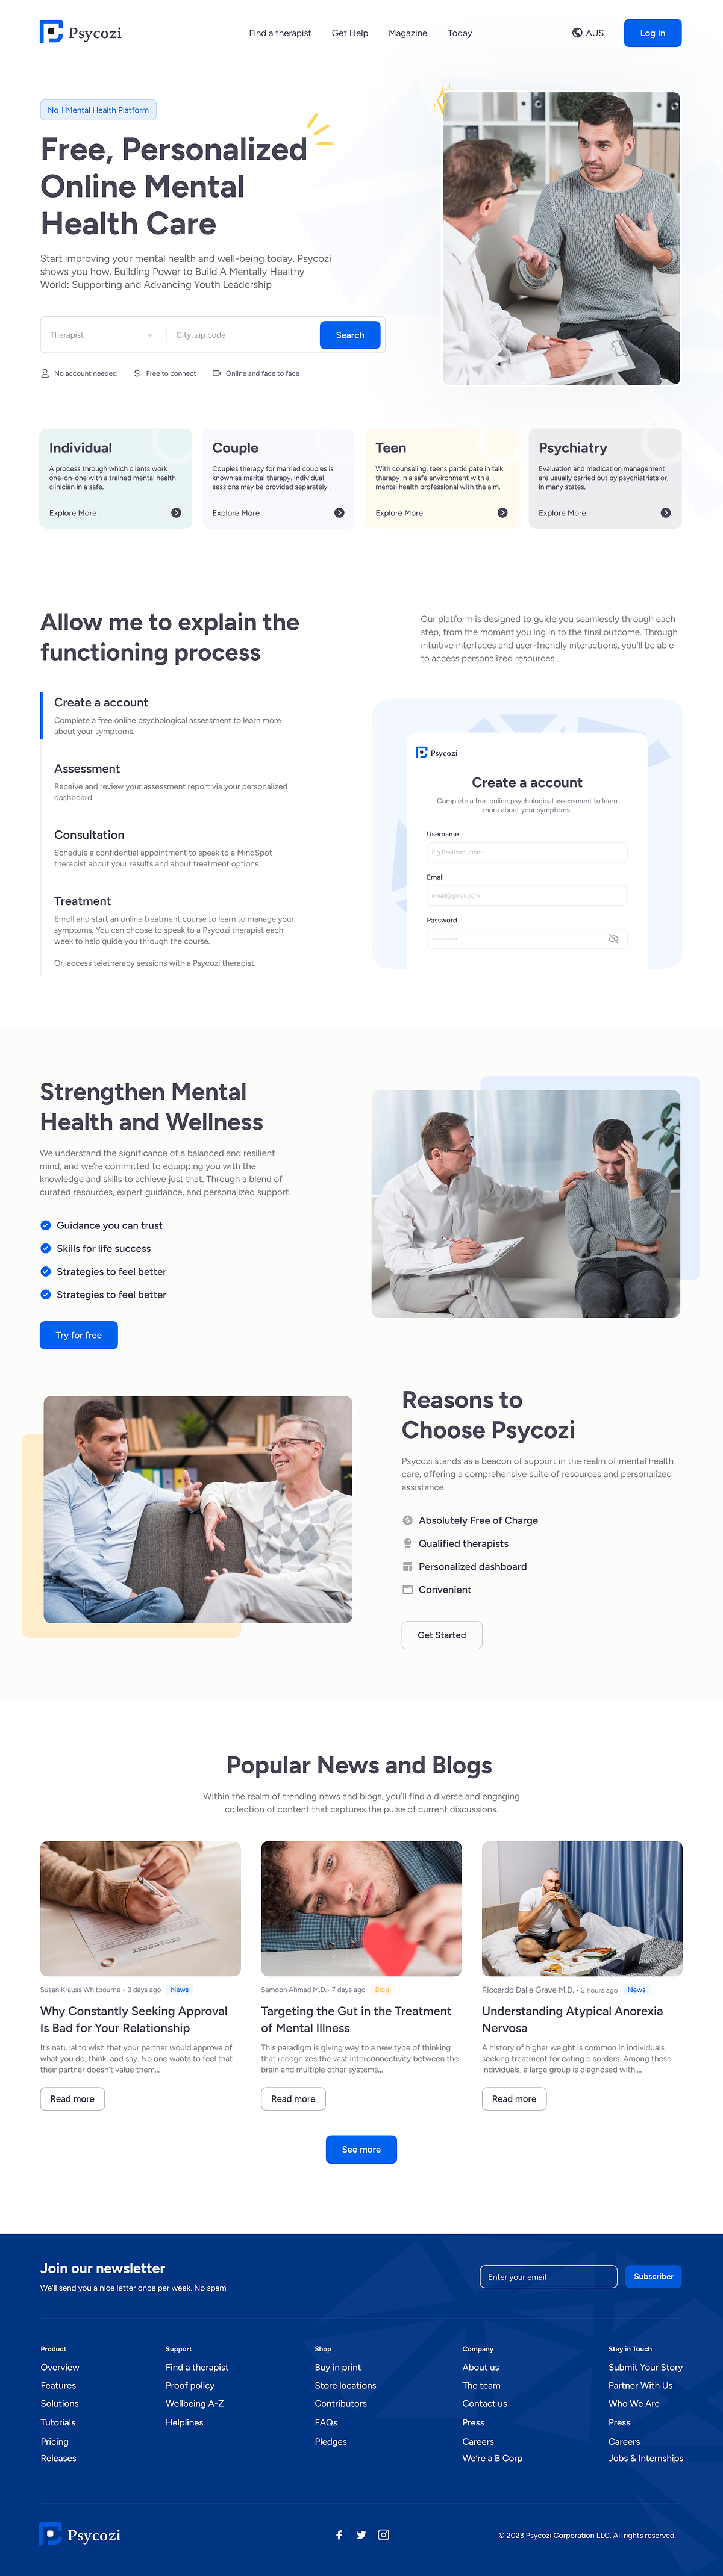 Psycozi
Find a therapist
Get Help
Magazine
Today
AUS
Log In
No 1 Mental Health Platform
Free, Personalized
Online Mental
Health Care
Start improving your mental health and well-being today. Psycozi
shows you how. Building Power to Build A Mentally Healthy
World: Supporting and Advancing Youth Leadership
Therapist
City, zip code
Search
No account needed
Free to connect
Online and face to face
Individual
A process through which clients work
one-on-one with a trained mental health
clinician in a safe.
Explore More
Couple
Couples therapy for married couples is
known as marital therapy. Individual
sessions may be provided separately .
Explore More
Teen
With counseling, teens participate in talk
therapy in a safe environment with a
mental health professional with the aim.
Explore More
Psychiatry
Evaluation and medication management
are usually carried out by psychiatrists or,
in many states.
Explore More
Allow me to explain the
functioning process
Our platform is designed to guide you seamlessly through each
step, from the moment you log in to the final outcome. Through
intuitive interfaces and user-friendly interactions, you'll be able
to access personalized resources .
Create a account
Complete a free online psychological assessment to learn more
about your symptoms.
Assessment
Receive and review your assessment report via your personalized
dashboard.
Consultation
Schedule a confidential appointment to speak to a MindSpot
therapist about your results and about treatment options.
Treatment
Enroll and start an online treatment course to learn to manage your
symptoms. You can choose to speak to a Psycozi therapist each
week to help guide you through the course.
Or, access teletherapy sessions with a Psycozi therapist.
Psycozi
Create a account
Complete a free online psychological assessment to learn
more about your symptoms.
Username
E.g Davitson Jhone
Email
email@gmail.com
Password
Strengthen Mental
Health and Wellness
We understand the significance of a balanced and resilient
mind, and we're committed to equipping you with the
knowledge and skills to achieve just that. Through a blend of
curated resources, expert guidance, and personalized support.
Guidance you can trust
Skills for life success
Strategies to feel better
Strategies to feel better
Try for free
Reasons to
Choose Psycozi
Psycozi stands as a beacon of support in the realm of mental health
care, offering a comprehensive suite of resources and personalized
assistance.
Absolutely Free of Charge
Qualified therapists
Personalized dashboard
Convenient
Get Started
Popular News and Blogs
Within the realm of trending news and blogs, you'll find a diverse and engaging
collection of content that captures the pulse of current discussions.
Susan Krauss Whitbourne • 3 days ago News
Why Constantly Seeking Approval
Is Bad for Your Relationship
It's natural to wish that your partner would approve of
what you do, think, and say. No one wants to feel that
their partner doesn't value them...
Read more
Samoon Ahmad M.D.• 7 days ago Blog
Targeting the Gut in the Treatment
of Mental Illness
This paradigm is giving way to a new type of thinking
that recognizes the vast interconnectivity between the
brain and multiple other systems...
Read more
Riccardo Dalle Grave M.D. • 2 hours ago News
Understanding Atypical Anorexia
Nervosa
A history of higher weight is common in individuals
seeking treatment for eating disorders. Among these
individuals, a large group is diagnosed with....
Read more
See more
Join our newsletter
We'll send you a nice letter once per week. No spam
Enter your email
Subscriber
Product
Overview
Features
Solutions
Tutorials
Pricing
Releases
Support
Find a therapist
Proof policy
Wellbeing A-Z
Helplines
Shop
Buy in print
Store locations
Contributors
FAQs
Pledges
Company
About us
The team
Contact us
Press
Careers
We're a B Corp
Stay in Touch
Submit Your Story
Partner With Us
Who We Are
Press
Careers
Jobs & Internships
Psycozi
© 2023 Psycozi Corporation LLC. All rights reserved.